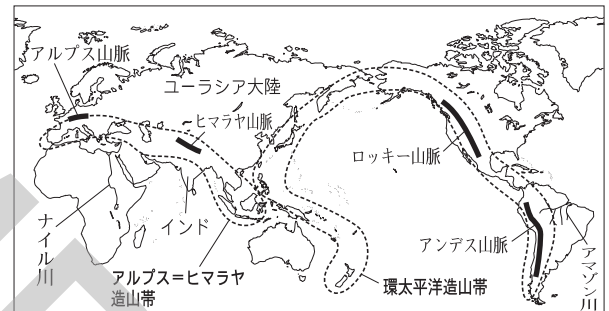 アルプス山脈
ユーラシア大陸
ヒマラヤ山脈
ロッキー山脈
ナイル川
インド
アンデス山脈
アマゾン川
アルプス＝ヒマラヤ
造山帯
環太平洋造山帯